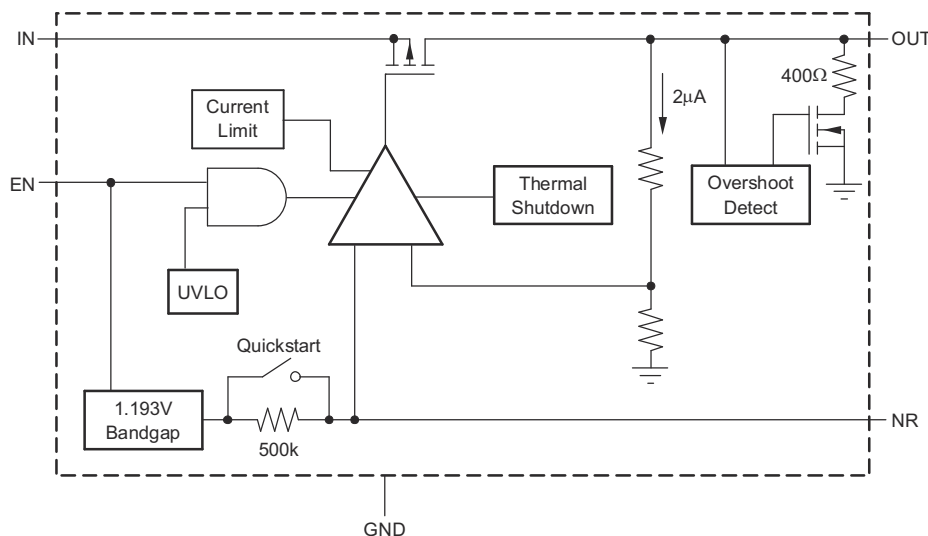 IN
OUT
400Ω
2μA
Current
Limit
EN
Thermal
Shutdown
Overshoot
Detect
UVLO
Quickstart
1.193V
Bandgap
500k
NR
GND